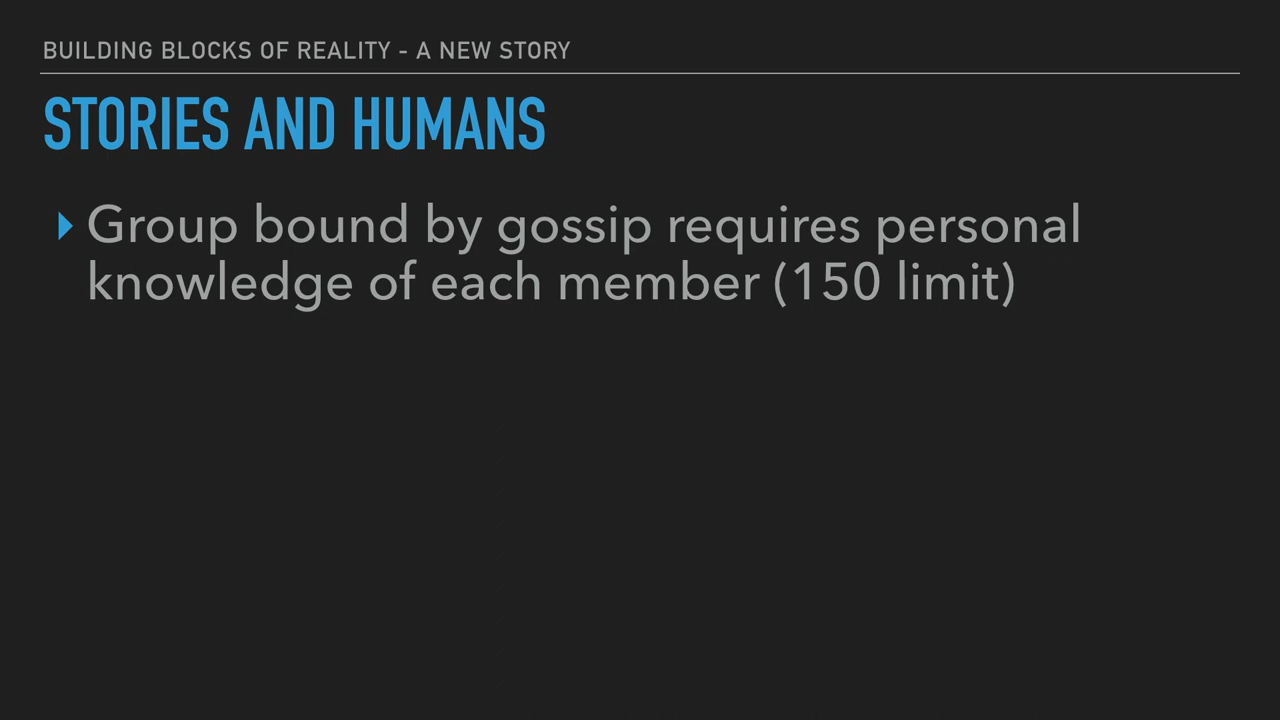 BUILDING BLOCKS OF REALITY - A NEW STORY
STORIES AND HUMANS
Group bound by gossip requires personal
knowledge of each member (150 limit)